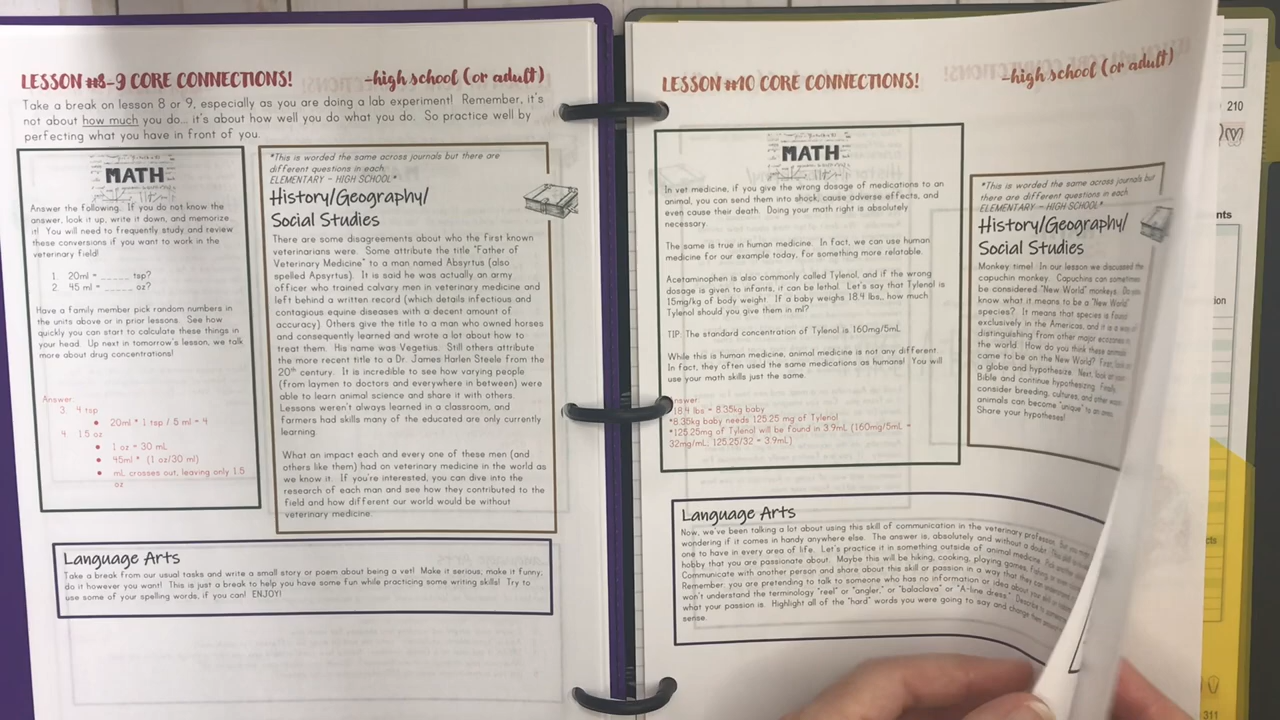 LESSON #8-9 CORE CONNECTIONS! -high school (or adult)
Take a break on lesson 8 or 9, especially as you are doing a lab experiment! Remember, it's
not about how much you do... it's about how well you do what you do. So practice well by
perfecting what you have in front of you.
MATH
Answer the following. If you do not know the
answer, look it up, write it down, and memorize
it! You will need to frequently study and review
these conversions if you want to work in the
veterinary field!
1. 20ml = _____ tsp?
2. 45 ml = _____ oz?
Have a family member pick random numbers in
the units above or in prior lessons. See how
quickly you can start to calculate these things in
your head. Up next in tomorrow's lesson, we talk
more about drug concentrations!
Answer:
3. 4 tsp
• 20ml * 1 tsp / 5 ml = 4
4. 1.5 oz
• 1 oz = 30 mL
• 45ml * (1 oz/30 ml)
• mL crosses out, leaving only 1.5
oz
*This is worded the same across journals but there are
different questions in each.
ELEMENTARY - HIGH SCHOOL*
History/Geography/
Social Studies
There are some disagreements about who the first known
veterinarians were. Some attribute the title "Father of
Veterinary Medicine" to a man named Absyrtus (also
spelled Apsyrtus). It is said he was actually an army
officer who trained calvary men in veterinary medicine and
left behind a written record (which details infectious and
contagious equine diseases with a decent amount of
accuracy). Others give the title to a man who owned horses
and consequently learned and wrote a lot about how to
treat them. His name was Vegetius. Still others attribute
the more recent title to a Dr. James Harlen Steele from the
20th century. It is incredible to see how varying people
(from laymen to doctors and everywhere in between) were
able to learn animal science and share it with others.
Lessons weren't always learned in a classroom, and
farmers had skills many of the educated are only currently
learning.
What an impact each and every one of these men (and
others like them) had on veterinary medicine in the world as
we know it. If you're interested, you can dive into the
research of each man and see how they contributed to the
field and how different our world would be without
veterinary medicine.
Language Arts
Take a break from our usual tasks and write a small story or poem about being a vet! Make it serious, make it funny,
do it however you want! This is just a break to help you have some fun while practicing some writing skills! Try to
use some of your spelling words, if you can! ENJOY!
LESSON #10 CORE CONNECTIONS! -high school (or adult)
MATH
In vet medicine, if you give the wrong dosage of medications to an
animal, you can send them into shock, cause adverse effects, and
even cause their death. Doing your math right is absolutely
necessary.
The same is true in human medicine. In fact, we can use human
medicine for our example today. For something more relatable.
Acetaminophen is also commonly called Tylenol, and if the wrong
dosage is given to infants, it can be lethal. Let's say that Tylenol is
15mg/kg of body weight. If a baby weighs 18.4 lbs., how much
Tylenol should you give them in ml?
TIP: The standard concentration of Tylenol is 160mg/5mL
While this is human medicine, animal medicine is not any different.
In fact, they often used the same medications as humans! You will
use your math skills just the same.
nswer:
18.4 lbs = 8.35kg baby
*8.35kg baby needs 125.25 mg of Tylenol
*125.25mg of Tylenol will be found in 3.9mL (160mg/5mL =
32mg/mL, 125.25/32 = 3.9mL)
*This is worded the same across journals but
there are different questions in each.
ELEMENTARY - HIGH SCHOOL*
History/Geography/
Social Studies
Monkey time! In our lesson we discussed the
capuchin monkey. Capuchins can sometimes
be considered "New World" monkeys. Do you
know what it means to be a "New World"
species? It means that species is found
exclusively in the Americas, and it is a way of
distinguishing from other major
the world. How do you think these animals
came to be on the New World? First, look at
a globe and hypothesize. Next, look at your
Bible and continue hypothesizing. Finally,
consider breeding, cultures, and other ways
animals can become "unique" to an area.
Share your hypotheses!
Language Arts
Now, we've been talking a lot about using this skill of communication in the veterinary profession, but you may
wondering if it comes in handy anywhere else. The answer is, absolutely and without a doubt. This skill is
one to have in every area of life. Let's practice it in something outside of animal medicine. Pick another
hobby that you are passionate about. Maybe this will be hiking, cooking, playing games, fishing,
Communicate with another person and share about this skill or passion in a way that they can understand
Remember, you are pretending to talk to someone who has no information or idea about
won't understand the terminology "reel" or "angler," or "balaclava" or "A-line dress." Describe
what your passion is. Highlight all of the "hard" words you were going to say and change them
sense.
210
nts
ion
cts
311